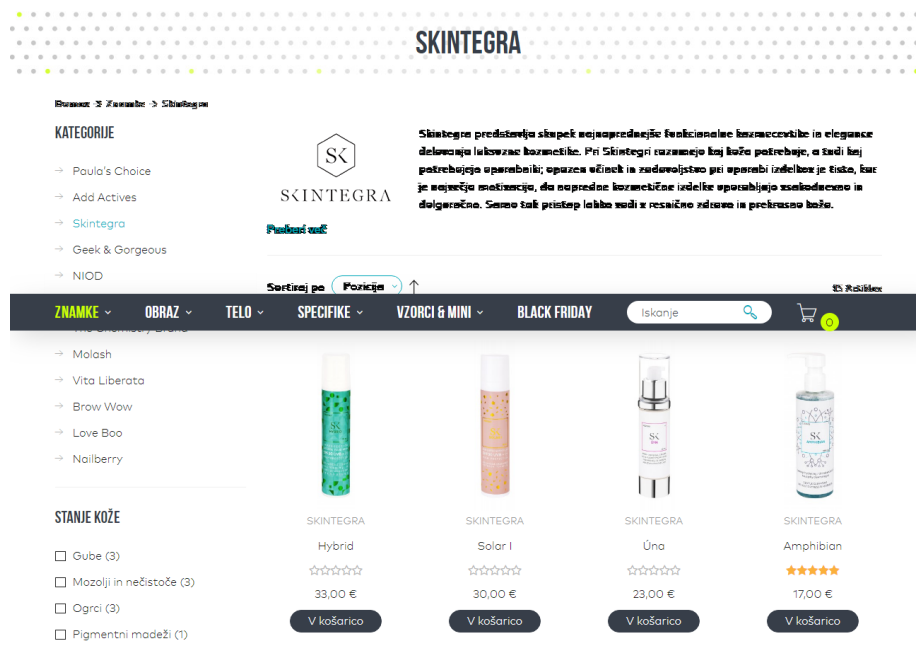 SKINTEGRA
Domov -> Znamke -> Skintegra
KATEGORIJE
Paula's Choice
Add Actives
Skintegra
Geek & Gorgeous
NIOD
SK
SKINTEGRA
Skintegra predstavlja skupek najnaprednejše funkcionalne kozmecevtike in elegance
delovanja luksuzne kozmetike. Pri Skintegri razumejo kaj koža potrebuje, a tudi kaj
potrebujejo uporabniki; opazen učinek in zadovoljstvo pri uporabi izdelkov je tisto, kar
je največja motivacija, da napredne kozmetične izdelke uporabljajo vsakodnevno in
dolgoročno. Samo tak pristop lahko vodi v resnično zdravo in prekrasno kožo.
Preberi več
Sortiraj po Pozicija
ZNAMKE OBRAZ TELO SPECIFIKE VZORCI & MINI BLACK FRIDAY Iskanje 0
The Chemistry Brand
Molash
Vita Liberata
Brow Wow
Love Boo
Nailberry
SKINTEGRA SKINTEGRA SKINTEGRA SKINTEGRA
Hybrid Solar I Úna Amphibian
33,00 € 30,00 € 23,00 € 17,00 €
V košarico V košarico V košarico V košarico
STANJE KOŽE
Gube (3)
Mozolji in nečistoče (3)
Ogrci (3)
Pigmentni madeži (1)